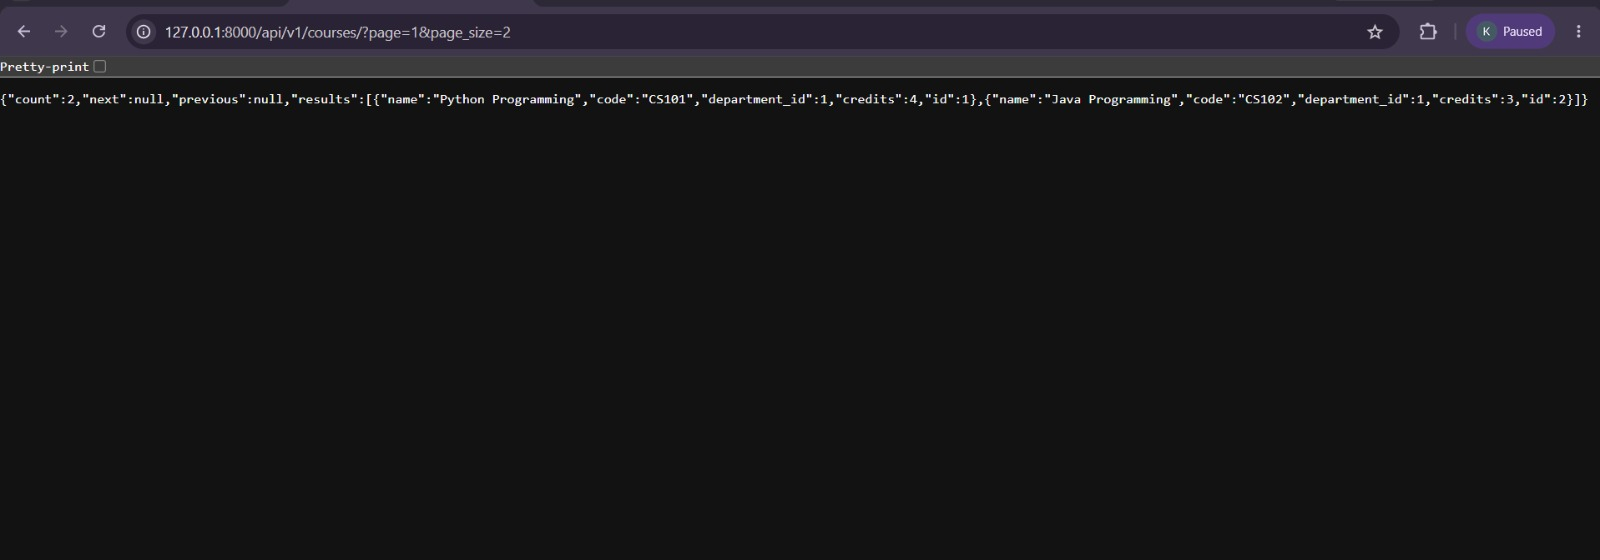 127.0.0.1:8000/api/v1/courses/?page=1&page_size=2
K Paused
Pretty-print
{"count":2,"next":null,"previous":null,"results":[{"name":"Python Programming","code":"CS101","department_id":1,"credits":4,"id":1},{"name":"Java Programming","code":"CS102","department_id":1,"credits":3,"id":2}]}